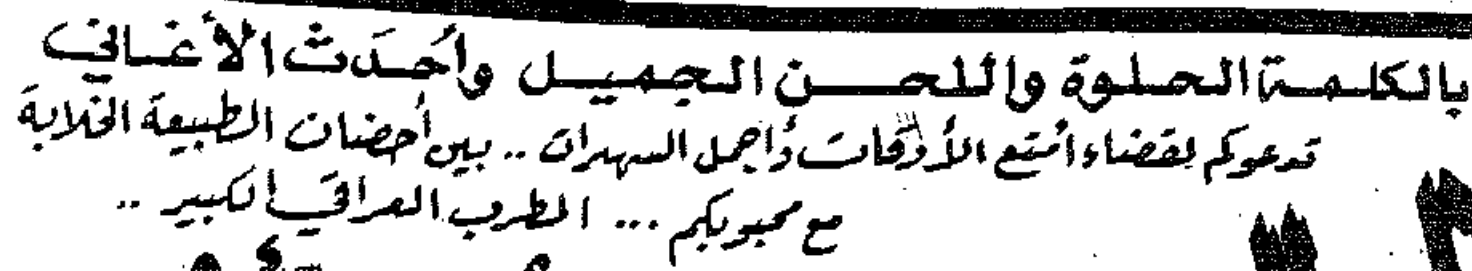 بالكلمة الحلوة واللحن الجميل وأحدَث الأغاني
تدعوكم لقضاء أمتع الأوقات وأجمل السهرات .. بين أحضان الطبيعة الخلابة
مع محبوبكم ... المطرب العراقي الكبير ..